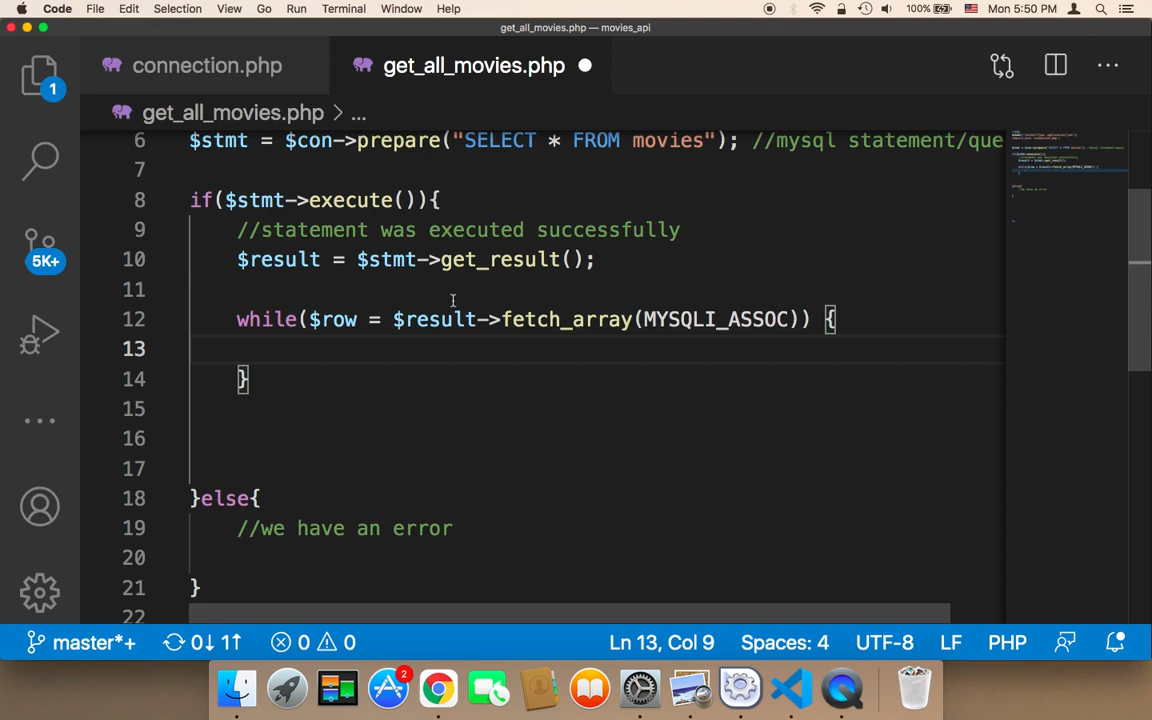 Code File Edit Selection View Go Run Terminal Window Help 100% Mon 5:50 PM
get_all_movies.php — movies_api
1 connection.php get_all_movies.php
get_all_movies.php > ...
6 $stmt = $con->prepare("SELECT * FROM movies"); //mysql statement/que
7
8 if($stmt->execute()){
9 //statement was executed successfully
10 $result = $stmt->get_result();
11
12 while($row = $result->fetch_array(MYSQLI_ASSOC)) {
13
14 }
15
16
17
18 }else{
19 //we have an error
20
21 }
22
5K+
master*+ 0↓ 1↑ 0 0 Ln 13, Col 9 Spaces: 4 UTF-8 LF PHP
2